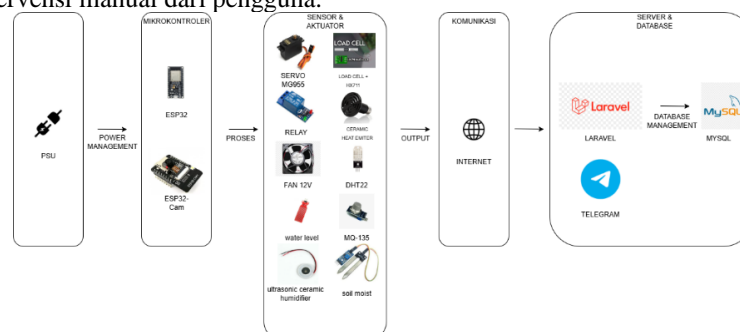 ervensi manual dari pengguna.
MIKROKONTROLER
SENSOR &
AKTUATOR
KOMUNIKASI
SERVER &
DATABASE
PSU
POWER
MANAGEMENT
ESP32
ESP32-
Cam
PROSES
SERVO
MG955
LOAD CELL
LOAD CELL +
HX711
RELAY
CERAMIC
HEAT EMITER
FAN 12V
DHT22
water level
MQ-135
ultrasonic ceramic
humidifier
soil moist
OUTPUT
INTERNET
Laravel
LARAVEL
DATABASE
MANAGEMENT
MySQL
MYSQL
TELEGRAM